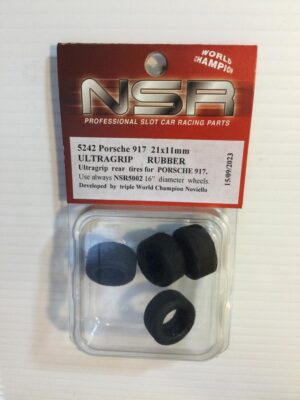 WORLD
CHAMPION
NSR
PROFESSIONAL SLOT CAR RACING PARTS
5242 Porsche 917 21x11mm
ULTRAGRIP RUBBER
Ultragrip rear tires for PORSCHE 917.
Use always NSR5002 16" diameter wheels.
Developed by triple World Champion Noviello
15/09/2023